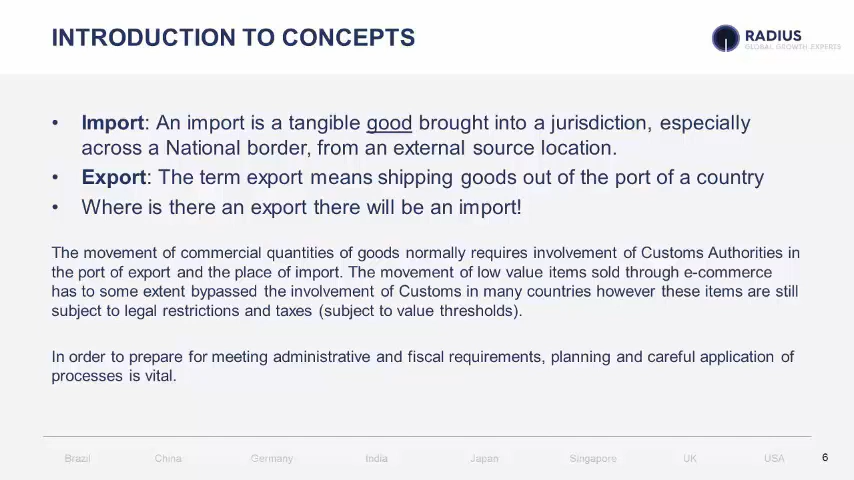 INTRODUCTION TO CONCEPTS
RADIUS
GLOBAL GROWTH EXPERTS
• Import: An import is a tangible good brought into a jurisdiction, especially
across a National border, from an external source location.
• Export: The term export means shipping goods out of the port of a country
• Where is there an export there will be an import!
The movement of commercial quantities of goods normally requires involvement of Customs Authorities in
the port of export and the place of import. The movement of low value items sold through e-commerce
has to some extent bypassed the involvement of Customs in many countries however these items are still
subject to legal restrictions and taxes (subject to value thresholds).
In order to prepare for meeting administrative and fiscal requirements, planning and careful application of
processes is vital.
Brazil China Germany India Japan Singapore UK USA 6